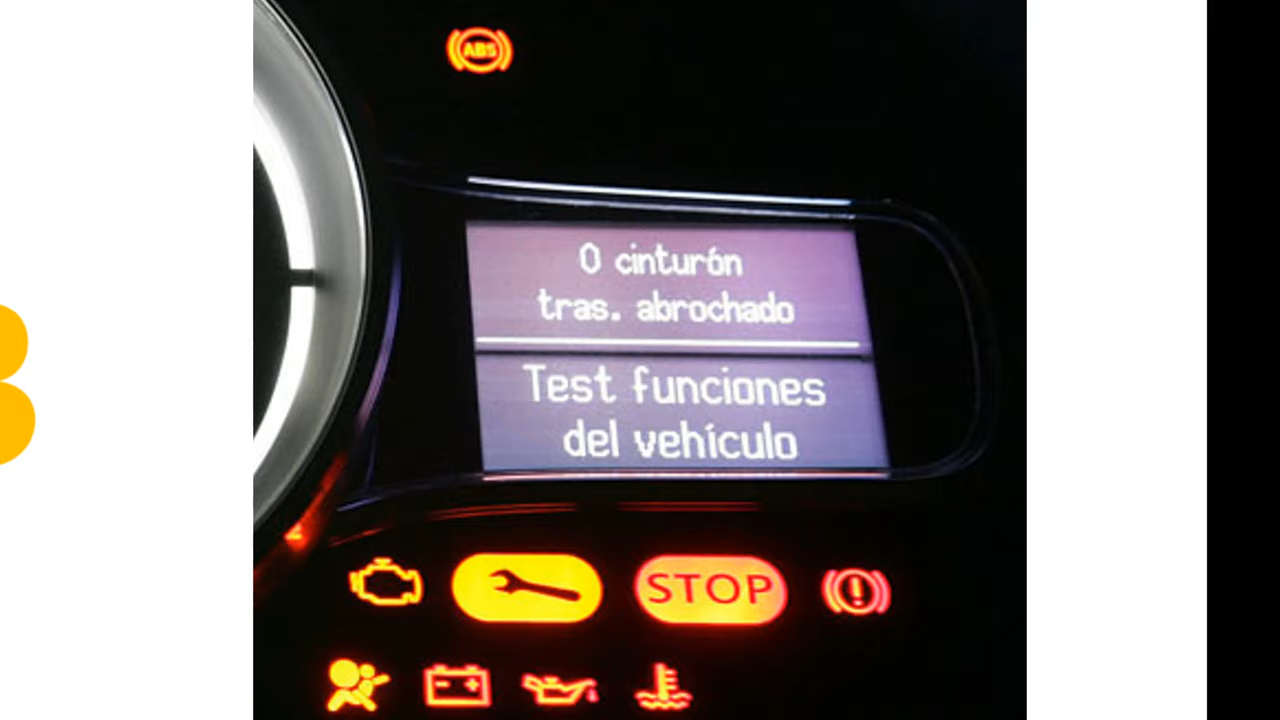 ABS
0 cinturón
tras. abrochado
Test funciones
del vehículo
STOP